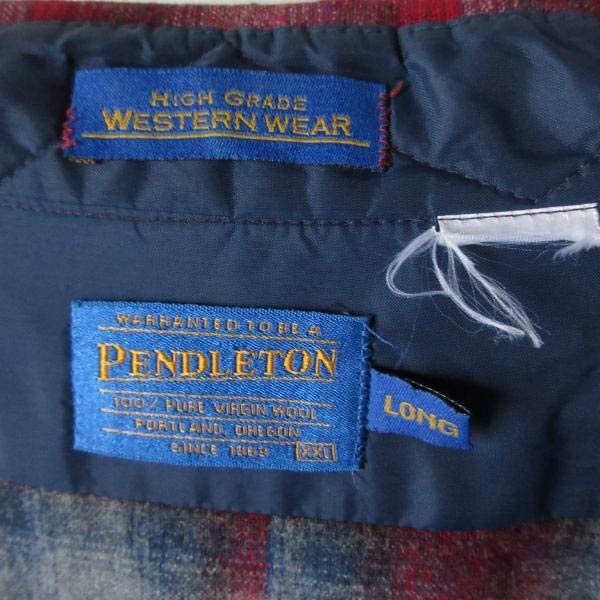 HIGH GRADE
WESTERN WEAR
WARRANTED TO BE A
PENDLETON
100% PURE VIRGIN WOOL
PORTLAND, OREGON
SINCE 1863 XXL
LONG